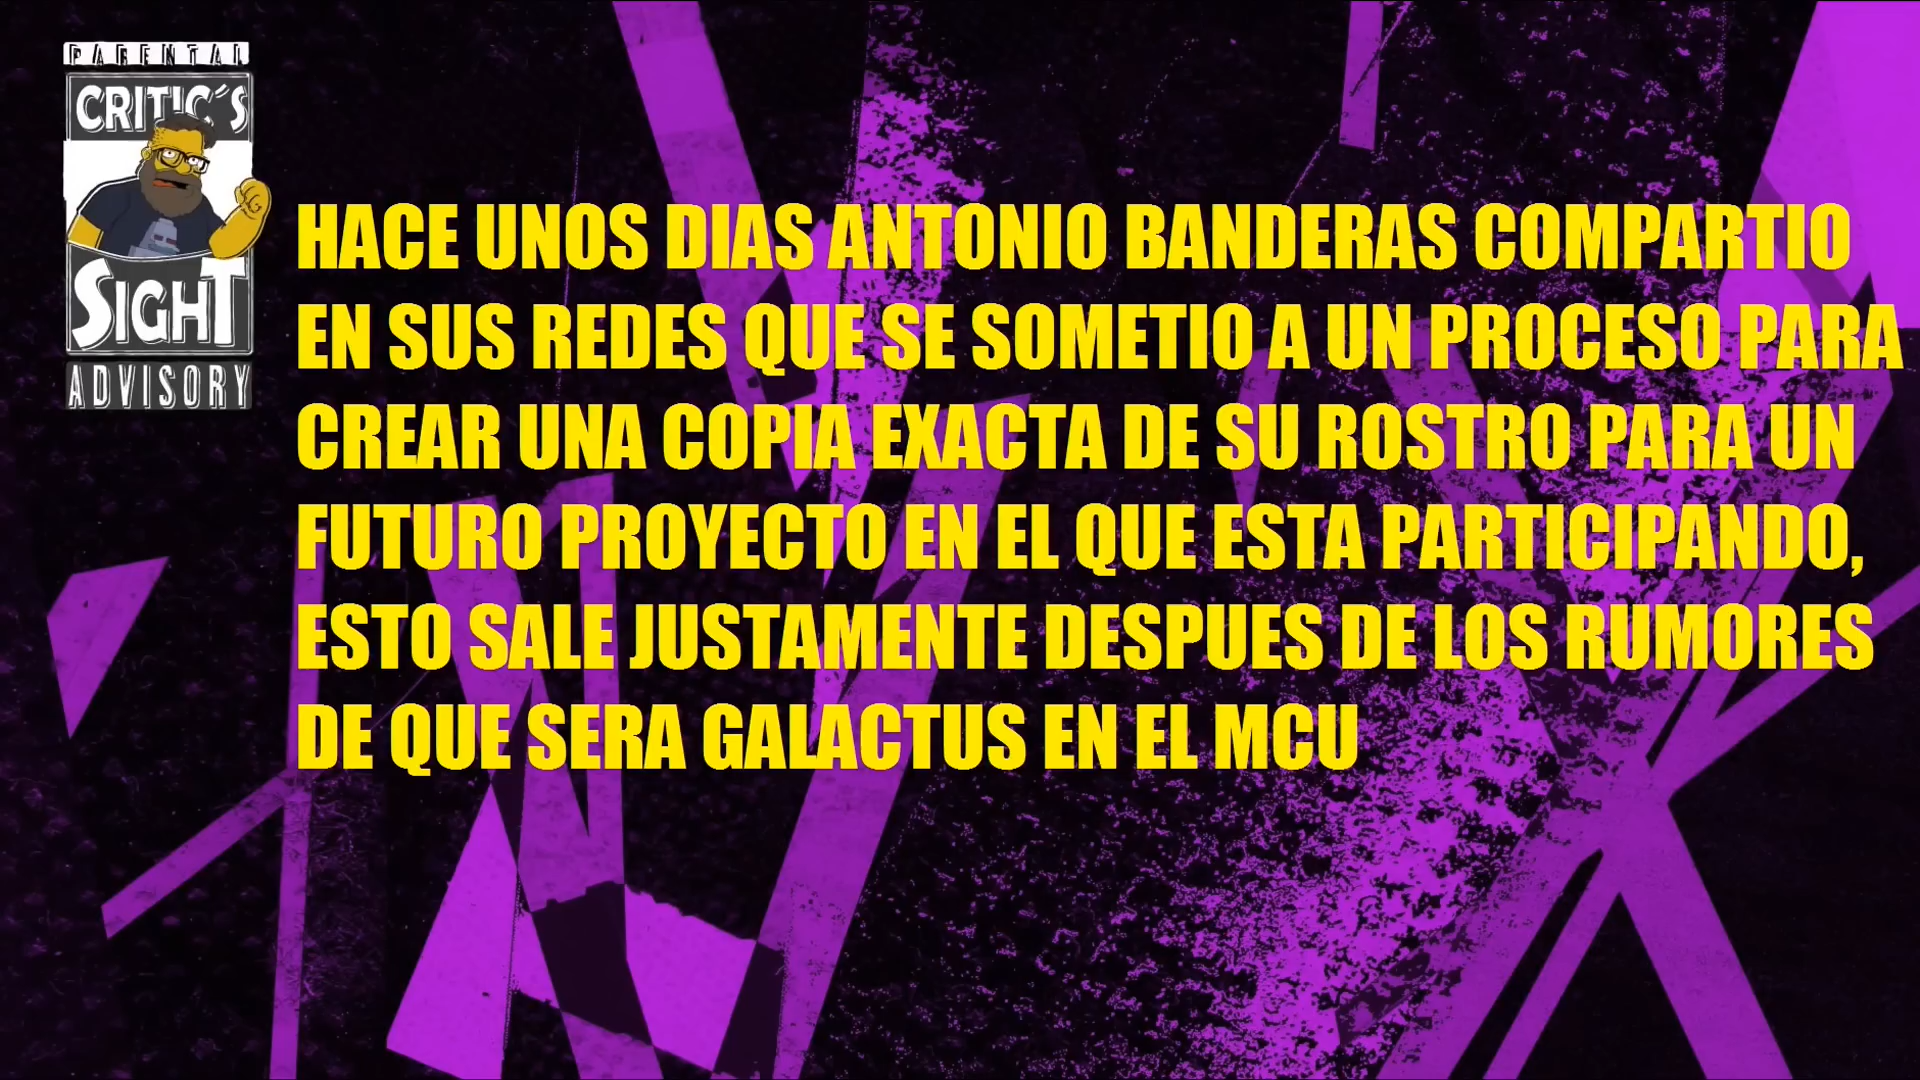 PARENTAL
CRITIC´S
SIGHT
ADVISORY
HACE UNOS DIAS ANTONIO BANDERAS COMPARTIO
EN SUS REDES QUE SE SOMETIO A UN PROCESO PARA
CREAR UNA COPIA EXACTA DE SU ROSTRO PARA UN
FUTURO PROYECTO EN EL QUE ESTA PARTICIPANDO,
ESTO SALE JUSTAMENTE DESPUES DE LOS RUMORES
DE QUE SERA GALACTUS EN EL MCU